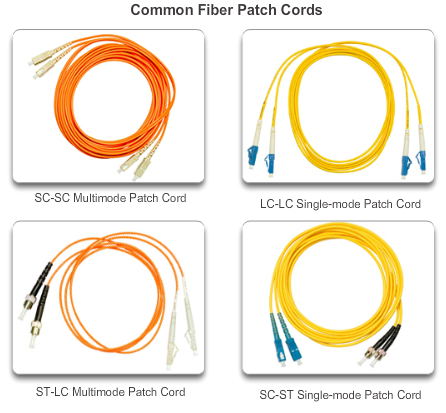 Common Fiber Patch Cords
SC-SC Multimode Patch Cord
LC-LC Single-mode Patch Cord
ST-LC Multimode Patch Cord
SC-ST Single-mode Patch Cord